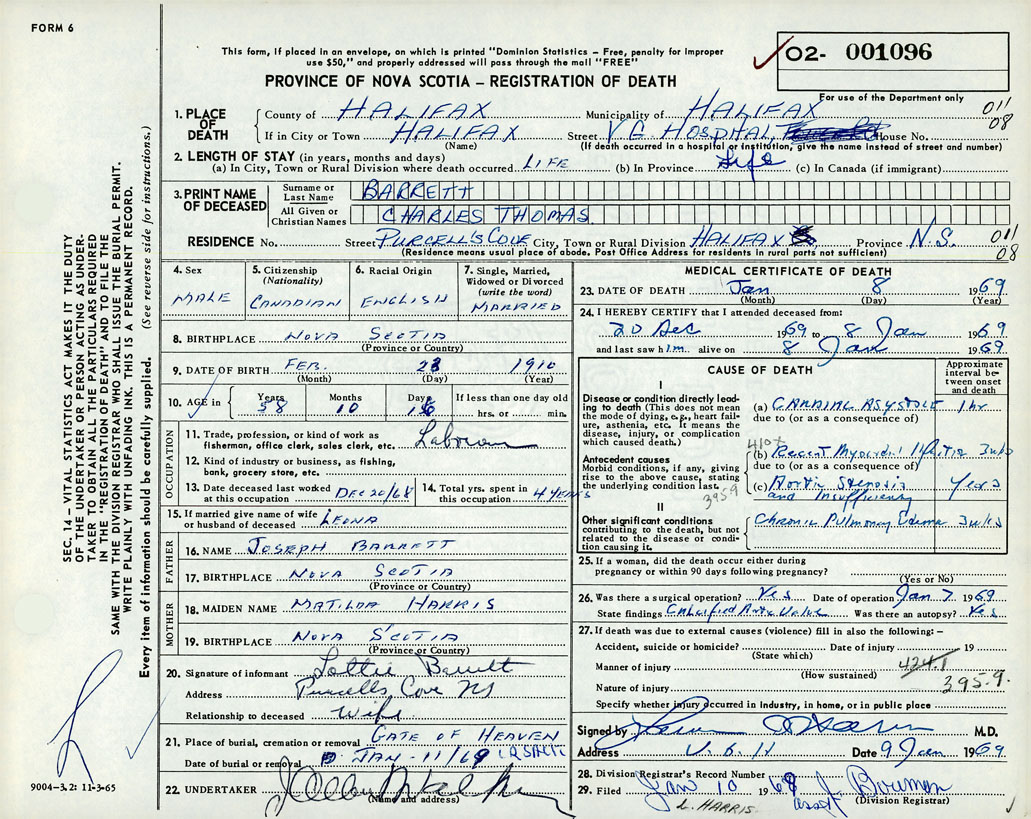 FORM 6
This form, if placed in an envelope, on which is printed "Dominion Statistics – Free, penalty for improper
use $50," and properly addressed will pass through the mail "FREE"
02- 001096
PROVINCE OF NOVA SCOTIA – REGISTRATION OF DEATH
For use of the Department only
1. PLACE OF DEATH
County of HALIFAX Municipality of HALIFAX 011
If in City or Town HALIFAX Street V.G. HOSPITAL, House No. 08
(Name) (If death occurred in a hospital or institution, give the name instead of street and number)
2. LENGTH OF STAY (in years, months and days)
(a) In City, Town or Rural Division where death occurred LIFE (b) In Province Life (c) In Canada (if immigrant)
3. PRINT NAME OF DECEASED
Surname or Last Name BARRETT
All Given or Christian Names CHARLES THOMAS
RESIDENCE No. Street PURCELL'S COVE City, Town or Rural Division HALIFAX Province N.S. 011
(Residence means usual place of abode. Post Office Address for residents in rural parts not sufficient) 08
SEC. 14 – VITAL STATISTICS ACT MAKES IT THE DUTY
OF THE UNDERTAKER OR PERSON ACTING AS UNDER-
TAKER TO OBTAIN ALL THE PARTICULARS REQUIRED
IN THE "REGISTRATION OF DEATH" AND TO FILE THE
SAME WITH THE DIVISION REGISTRAR WHO SHALL ISSUE THE BURIAL PERMIT.
WRITE PLAINLY WITH UNFADING INK. THIS IS A PERMANENT RECORD.
Every item of information should be carefully supplied. (See reverse side for instructions.)
4. Sex MALE
5. Citizenship (Nationality) CANADIAN
6. Racial Origin ENGLISH
7. Single, Married, Widowed or Divorced (write the word) MARRIED
8. BIRTHPLACE NOVA SCOTIA
(Province or Country)
9. DATE OF BIRTH FEB. 23 1910
(Month) (Day) (Year)
10. AGE in Years 58 Months 10 Days 16 If less than one day old hrs. or min.
OCCUPATION
11. Trade, profession, or kind of work as fisherman, office clerk, sales clerk, etc. Labourer
12. Kind of industry or business, as fishing, bank, grocery store, etc.
13. Date deceased last worked at this occupation DEC 20/68
14. Total yrs. spent in this occupation 4 YEARS
15. If married give name of wife or husband of deceased LEONA
FATHER
16. NAME JOSEPH BARRETT
17. BIRTHPLACE NOVA SCOTIA
(Province or Country)
MOTHER
18. MAIDEN NAME MATILDA HARRIS
19. BIRTHPLACE NOVA SCOTIA
(Province or Country)
20. Signature of informant Lottie Barrett
Address Purcells Cove NS
Relationship to deceased Wife
21. Place of burial, cremation or removal GATE OF HEAVEN
Date of burial or removal JAN. 11/69
22. UNDERTAKER
(Name and address)
9004-3.2: 11-3-65
MEDICAL CERTIFICATE OF DEATH
23. DATE OF DEATH Jan 8 1969
(Month) (Day) (Year)
24. I HEREBY CERTIFY that I attended deceased from:
20 Dec 1969 to 8 Jan 1969
and last saw him alive on 8 Jan 1969
CAUSE OF DEATH
Approximate interval between onset and death
I
Disease or condition directly leading to death (This does not mean the mode of dying, e.g., heart failure, asthenia, etc. It means the disease, injury, or complication which caused death.)
(a) CARDIAC ASYSTOLE 1 hr
due to (or as a consequence of)
410X
Antecedent causes
Morbid conditions, if any, giving rise to the above cause, stating the underlying condition last.
(b) Recent Myocardial Infarction 3 wks
due to (or as a consequence of)
(c) Aortic Stenosis and Insufficiency Years
395.9
II
Other significant conditions contributing to the death, but not related to the disease or condition causing it.
Chronic Pulmonary Edema 3 wks
25. If a woman, did the death occur either during
pregnancy or within 90 days following pregnancy?
(Yes or No)
26. Was there a surgical operation? Yes Date of operation Jan 7 1969
State findings Calcified Aortic Valve Was there an autopsy? Yes
27. If death was due to external causes (violence) fill in also the following: –
Accident, suicide or homicide? Date of injury 19
(State which)
Manner of injury 424.1
(How sustained)
Nature of injury 395.9.
Specify whether injury occurred in industry, in home, or in public place
Signed by M.D.
Address V. G. H Date 9 Jan 1969
28. Division Registrar's Record Number
29. Filed Jan 10 1969 asst J. Bowman
L. HARRIS (Division Registrar)